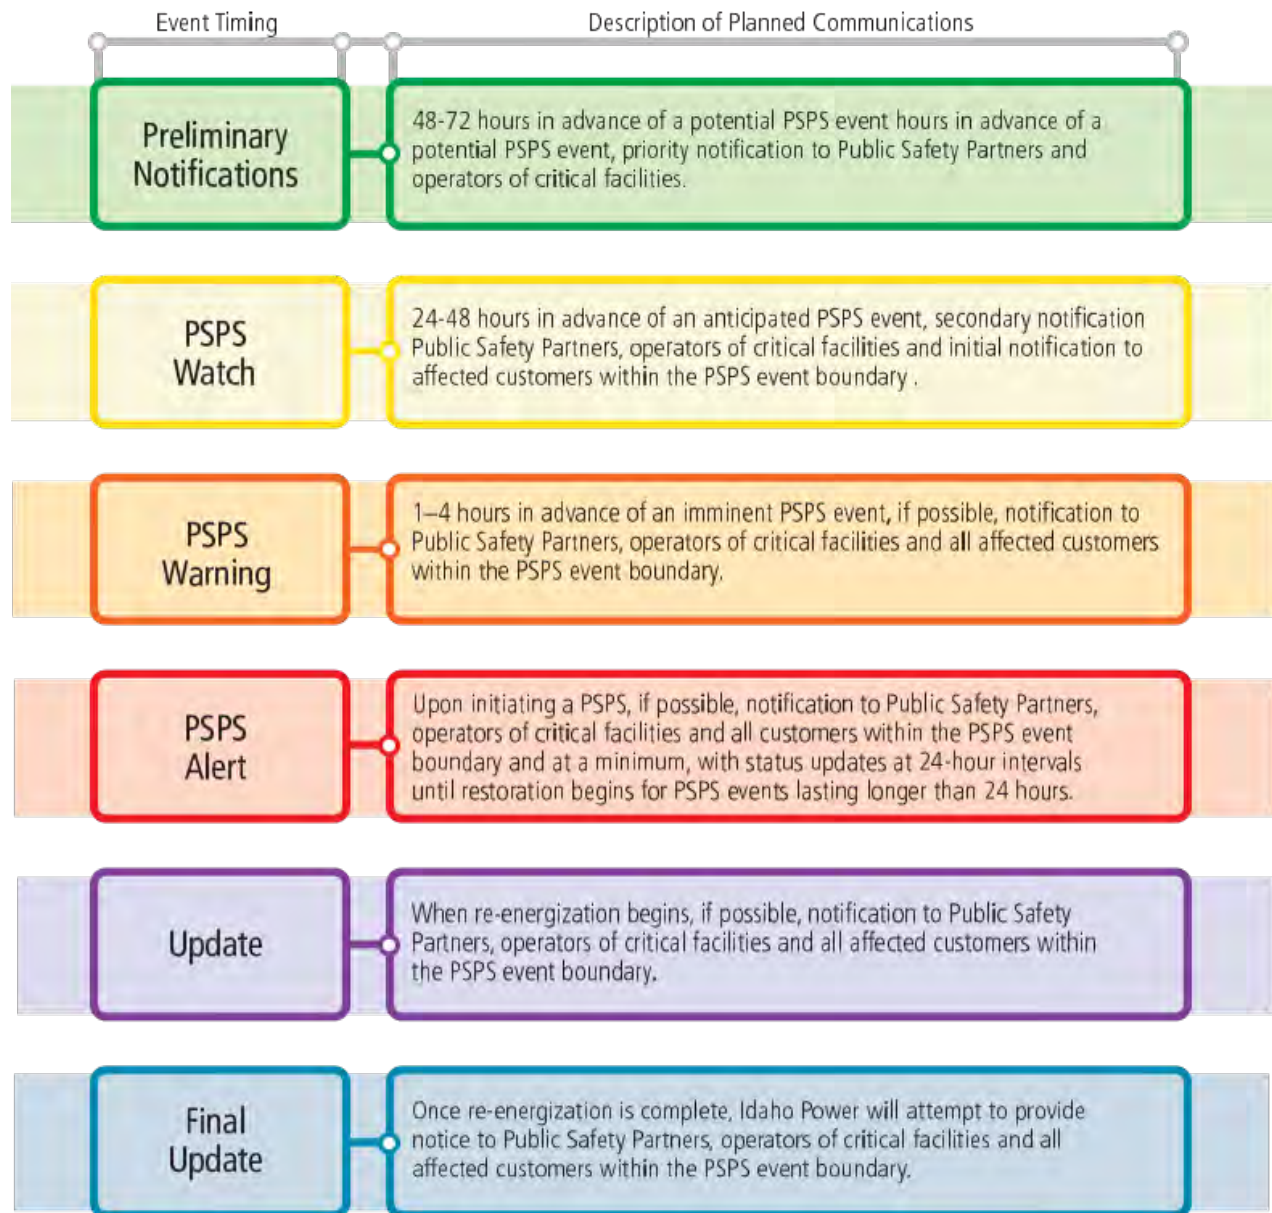 Event Timing
Description of Planned Communications
Preliminary
Notifications
48-72 hours in advance of a potential PSPS event hours in advance of a
potential PSPS event, priority notification to Public Safety Partners and
operators of critical facilities.
PSPS
Watch
24-48 hours in advance of an anticipated PSPS event, secondary notification
Public Safety Partners, operators of critical facilities and initial notification to
affected customers within the PSPS event boundary .
PSPS
Warning
1–4 hours in advance of an imminent PSPS event, if possible, notification to
Public Safety Partners, operators of critical facilities and all affected customers
within the PSPS event boundary.
PSPS
Alert
Upon initiating a PSPS, if possible, notification to Public Safety Partners,
operators of critical facilities and all customers within the PSPS event
boundary and at a minimum, with status updates at 24-hour intervals
until restoration begins for PSPS events lasting longer than 24 hours.
Update
When re-energization begins, if possible, notification to Public Safety
Partners, operators of critical facilities and all affected customers within
the PSPS event boundary.
Final
Update
Once re-energization is complete, Idaho Power will attempt to provide
notice to Public Safety Partners, operators of critical facilities and all
affected customers within the PSPS event boundary.